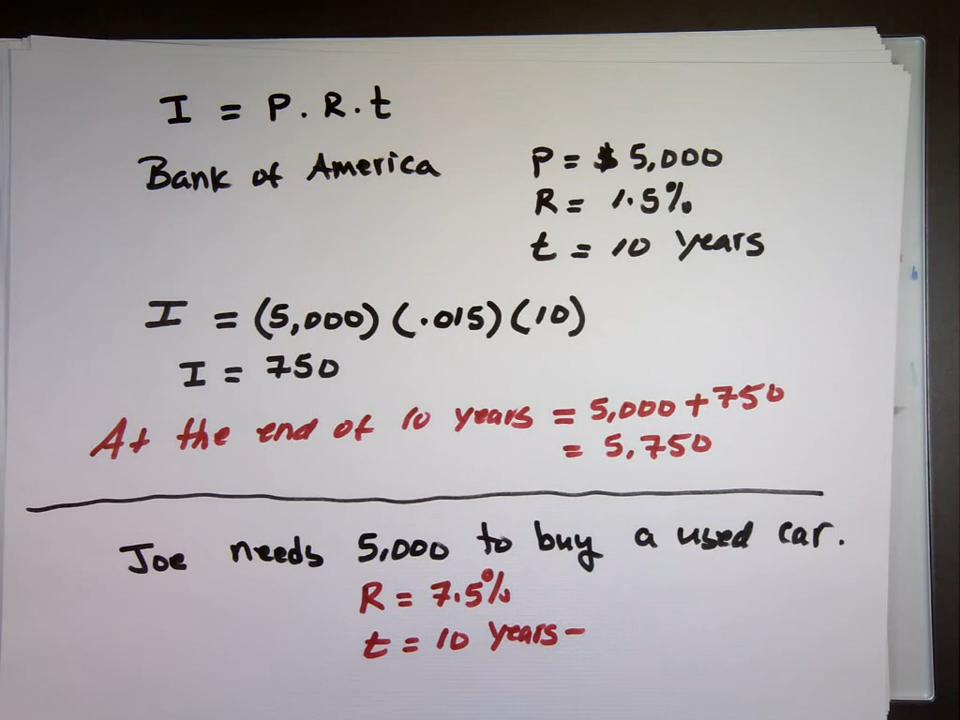 I = P.R.t
Bank of America
P = $ 5,000
R = 1.5%
t = 10 years
I = (5,000) (.015) (10)
I = 750
At the end of 10 years = 5,000 + 750
= 5,750
Joe needs 5,000 to buy a used car.
R = 7.5%
t = 10 years -